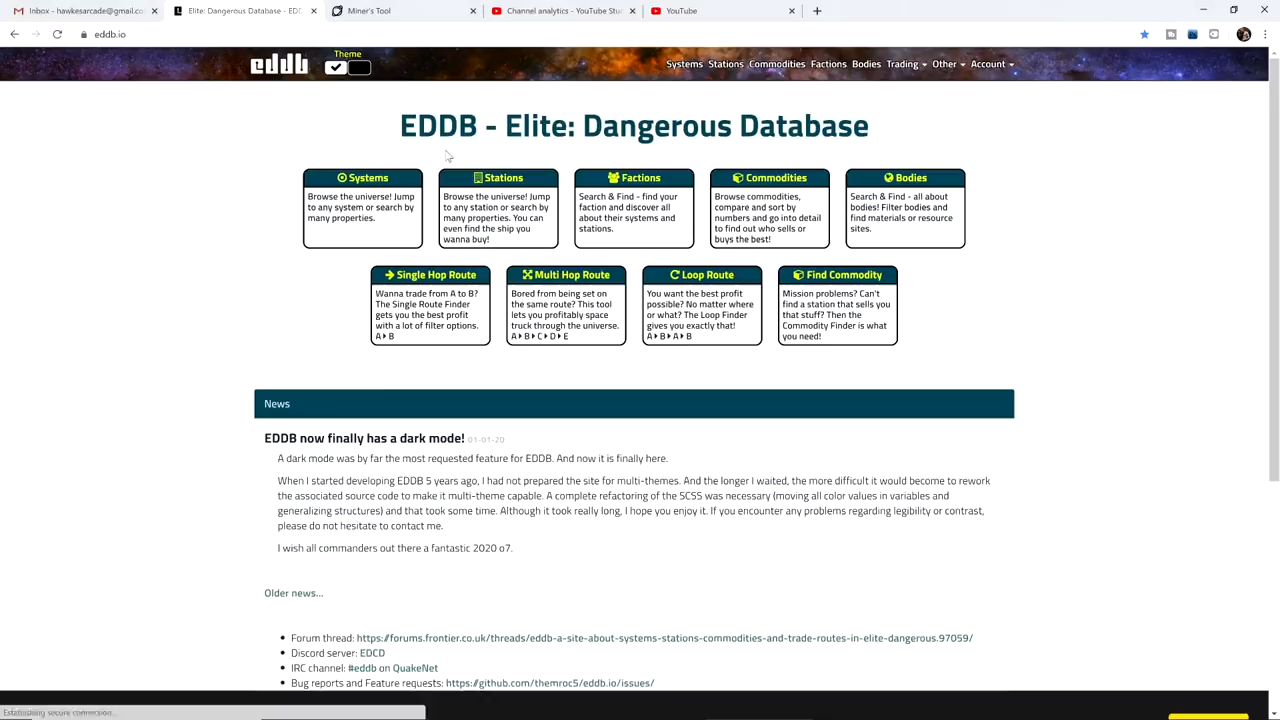 Inbox - hawkesarcade@gmail.co
Elite: Dangerous Database - EDD
Miner's Tool
Channel analytics - YouTube Stu
YouTube
eddb.io
eddb
Theme
Systems Stations Commodities Factions Bodies Trading Other Account
EDDB - Elite: Dangerous Database
Systems
Browse the universe! Jump
to any system or search by
many properties.
Stations
Browse the universe! Jump
to any station or search by
many properties. You can
even find the ship you
wanna buy!
Factions
Search & Find - find your
faction and discover all
about their systems and
stations.
Commodities
Browse commodities,
compare and sort by
numbers and go into detail
to find out who sells or
buys the best!
Bodies
Search & Find - all about
bodies! Filter bodies and
find materials or resource
sites.
Single Hop Route
Wanna trade from A to B?
The Single Route Finder
gets you the best profit
with a lot of filter options.
A ▸ B
Multi Hop Route
Bored from being set on
the same route? This tool
lets you profitably space
truck through the universe.
A ▸ B ▸ C ▸ D ▸ E
Loop Route
You want the best profit
possible? No matter where
or what? The Loop Finder
gives you exactly that!
A ▸ B ▸ A ▸ B
Find Commodity
Mission problems? Can't
find a station that sells you
that stuff? Then the
Commodity Finder is what
you need!
News
EDDB now finally has a dark mode! 01-01-20
A dark mode was by far the most requested feature for EDDB. And now it is finally here.
When I started developing EDDB 5 years ago, I had not prepared the site for multi-themes. And the longer I waited, the more difficult it would become to rework
the associated source code to make it multi-theme capable. A complete refactoring of the SCSS was necessary (moving all color values in variables and
generalizing structures) and that took some time. Although it took really long, I hope you enjoy it. If you encounter any problems regarding legibility or contrast,
please do not hesitate to contact me.
I wish all commanders out there a fantastic 2020 o7.
Older news...
Forum thread: https://forums.frontier.co.uk/threads/eddb-a-site-about-systems-stations-commodities-and-trade-routes-in-elite-dangerous.97059/
Discord server: EDCD
IRC channel: #eddb on QuakeNet
Bug reports and Feature requests: https://github.com/themroc5/eddb.io/issues/
Establishing secure connection...